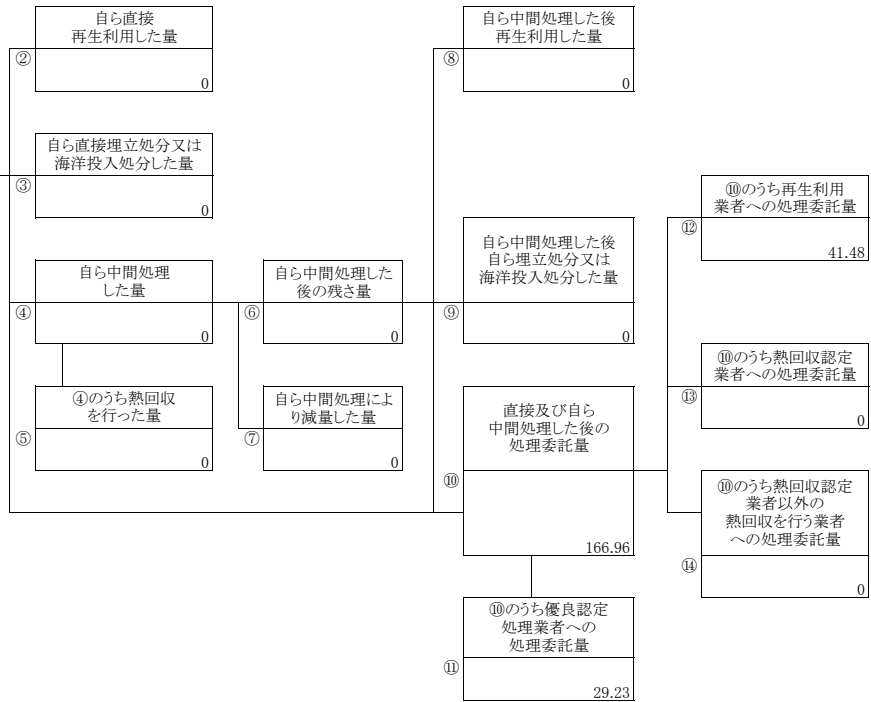 自ら直接
再生利用した量
②
0
自ら直接埋立処分又は
海洋投入処分した量
③
0
自ら中間処理
した量
④
0
④のうち熱回収
を行った量
⑤
0
自ら中間処理した
後の残さ量
⑥
0
自ら中間処理によ
り減量した量
⑦
0
自ら中間処理した後
再生利用した量
⑧
0
自ら中間処理した後
自ら埋立処分又は
海洋投入処分した量
⑨
0
直接及び自ら
中間処理した後の
処理委託量
⑩
166.96
⑩のうち優良認定
処理業者への
処理委託量
⑪
29.23
⑩のうち再生利用
業者への処理委託量
⑫
41.48
⑩のうち熱回収認定
業者への処理委託量
⑬
0
⑩のうち熱回収認定
業者以外の
熱回収を行う業者
への処理委託量
⑭
0